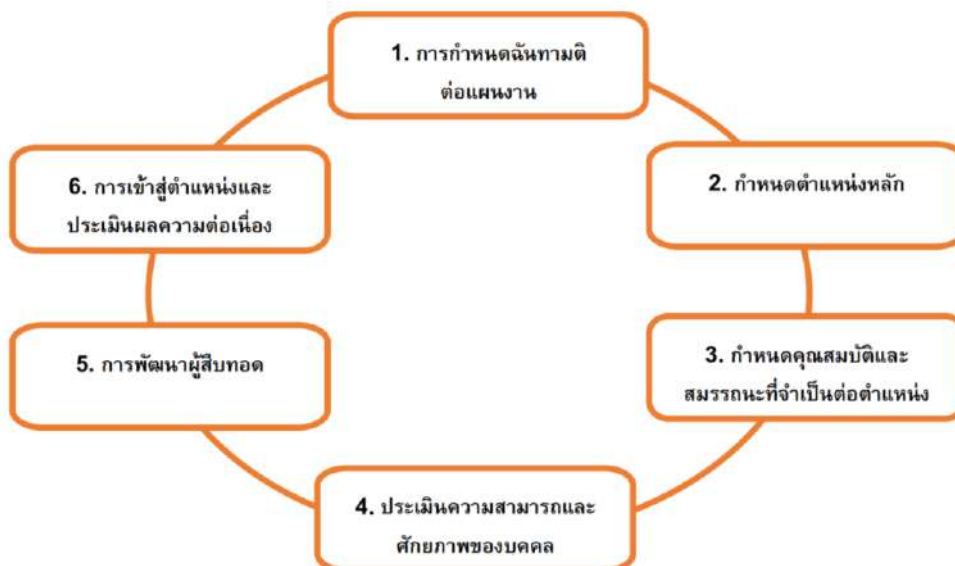 1. การกำหนดฉันทามติ
ต่อแผนงาน
2. กำหนดตำแหน่งหลัก
3. กำหนดคุณสมบัติและ
สมรรถนะที่จำเป็นต่อตำแหน่ง
4. ประเมินความสามารถและ
ศักยภาพของบุคคล
5. การพัฒนาผู้สืบทอด
6. การเข้าสู่ตำแหน่งและ
ประเมินผลความต่อเนื่อง